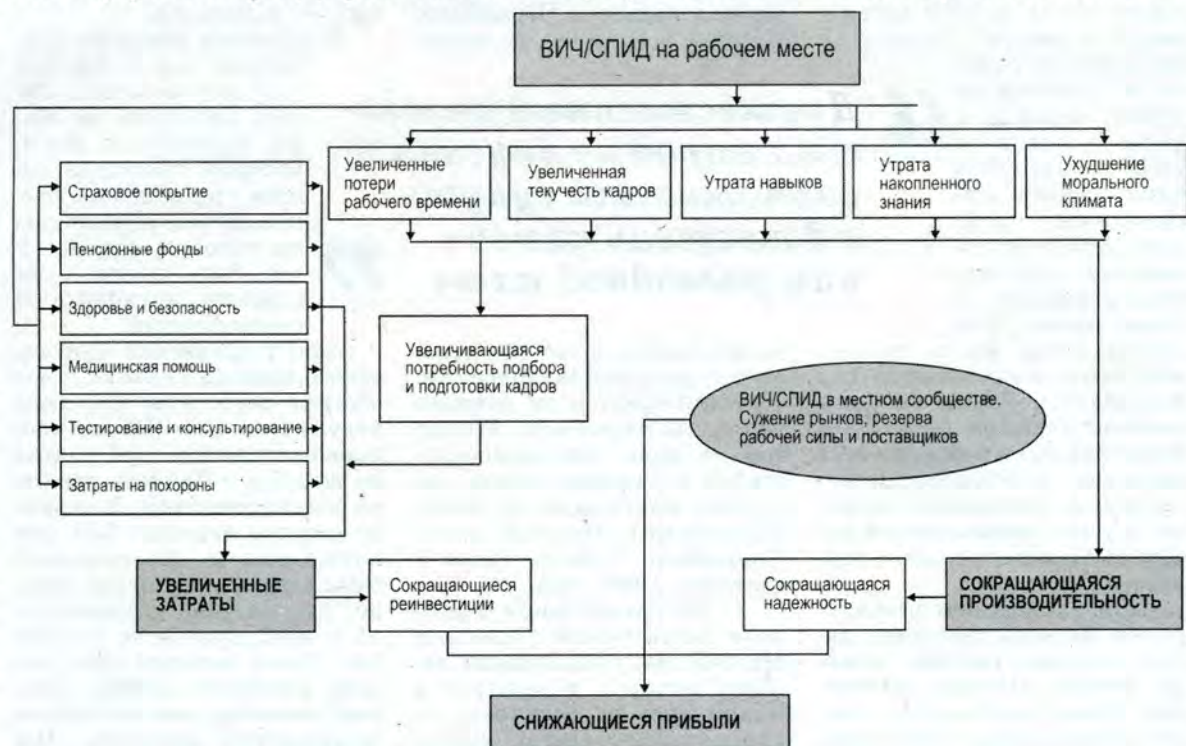 ВИЧ/СПИД на рабочем месте
Страховое покрытие
Пенсионные фонды
Здоровье и безопасность
Медицинская помощь
Тестирование и консультирование
Затраты на похороны
Увеличенные
потери
рабочего времени
Увеличенная
текучесть кадров
Утрата навыков
Утрата
накопленного
знания
Ухудшение
морального
климата
Увеличивающаяся
потребность подбора
и подготовки кадров
ВИЧ/СПИД в местном сообществе.
Сужение рынков, резерва
рабочей силы и поставщиков
УВЕЛИЧЕННЫЕ
ЗАТРАТЫ
Сокращающиеся
реинвестиции
Сокращающаяся
надежность
СОКРАЩАЮЩАЯСЯ
ПРОИЗВОДИТЕЛЬНОСТЬ
СНИЖАЮЩИЕСЯ ПРИБЫЛИ